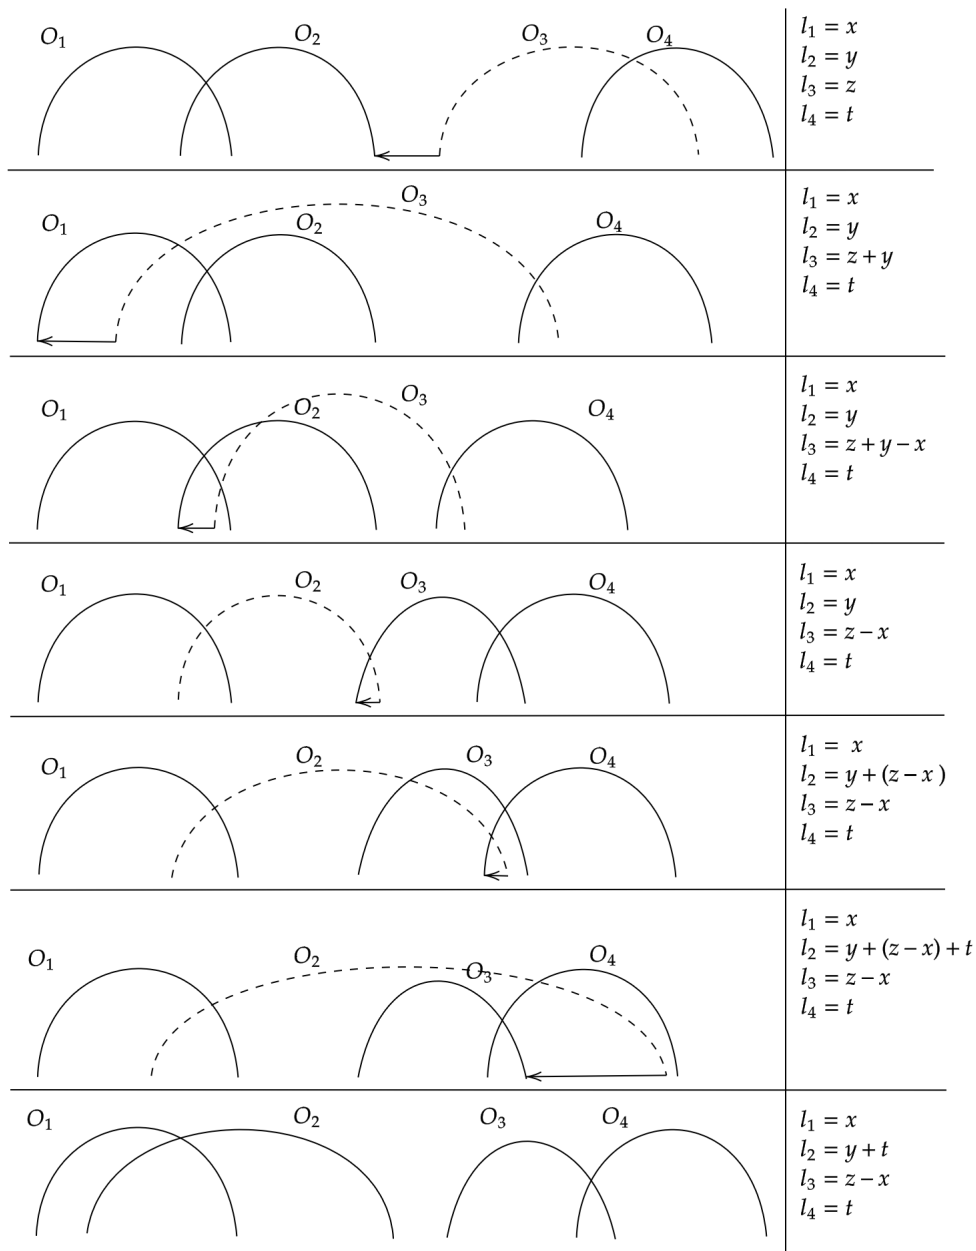 O₁ O₂ O₃ O₄
l₁ = x
l₂ = y
l₃ = z
l₄ = t
O₁ O₂ O₃ O₄
l₁ = x
l₂ = y
l₃ = z + y
l₄ = t
O₁ O₂ O₃ O₄
l₁ = x
l₂ = y
l₃ = z + y − x
l₄ = t
O₁ O₂ O₃ O₄
l₁ = x
l₂ = y
l₃ = z − x
l₄ = t
O₁ O₂ O₃ O₄
l₁ = x
l₂ = y + (z − x)
l₃ = z − x
l₄ = t
O₁ O₂ O₃ O₄
l₁ = x
l₂ = y + (z − x) + t
l₃ = z − x
l₄ = t
O₁ O₂ O₃ O₄
l₁ = x
l₂ = y + t
l₃ = z − x
l₄ = t